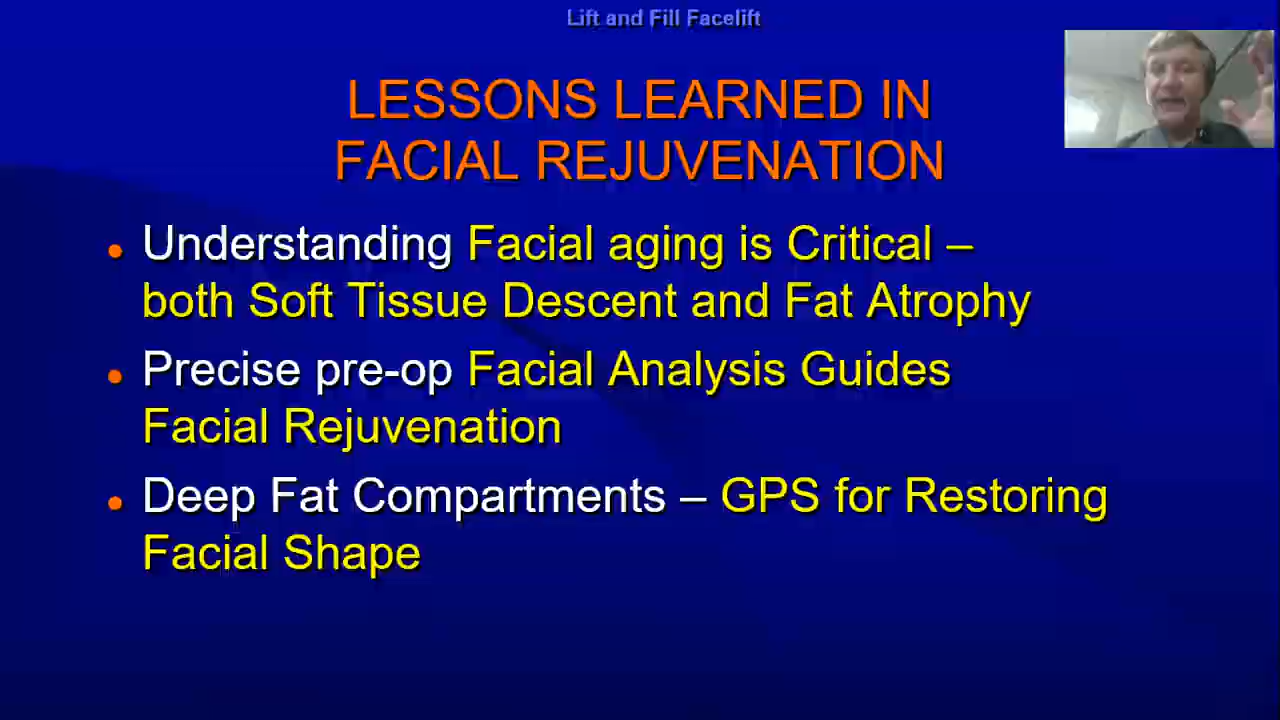 Lift and Fill Facelift
LESSONS LEARNED IN
FACIAL REJUVENATION
• Understanding Facial aging is Critical –
both Soft Tissue Descent and Fat Atrophy
• Precise pre-op Facial Analysis Guides
Facial Rejuvenation
• Deep Fat Compartments – GPS for Restoring
Facial Shape